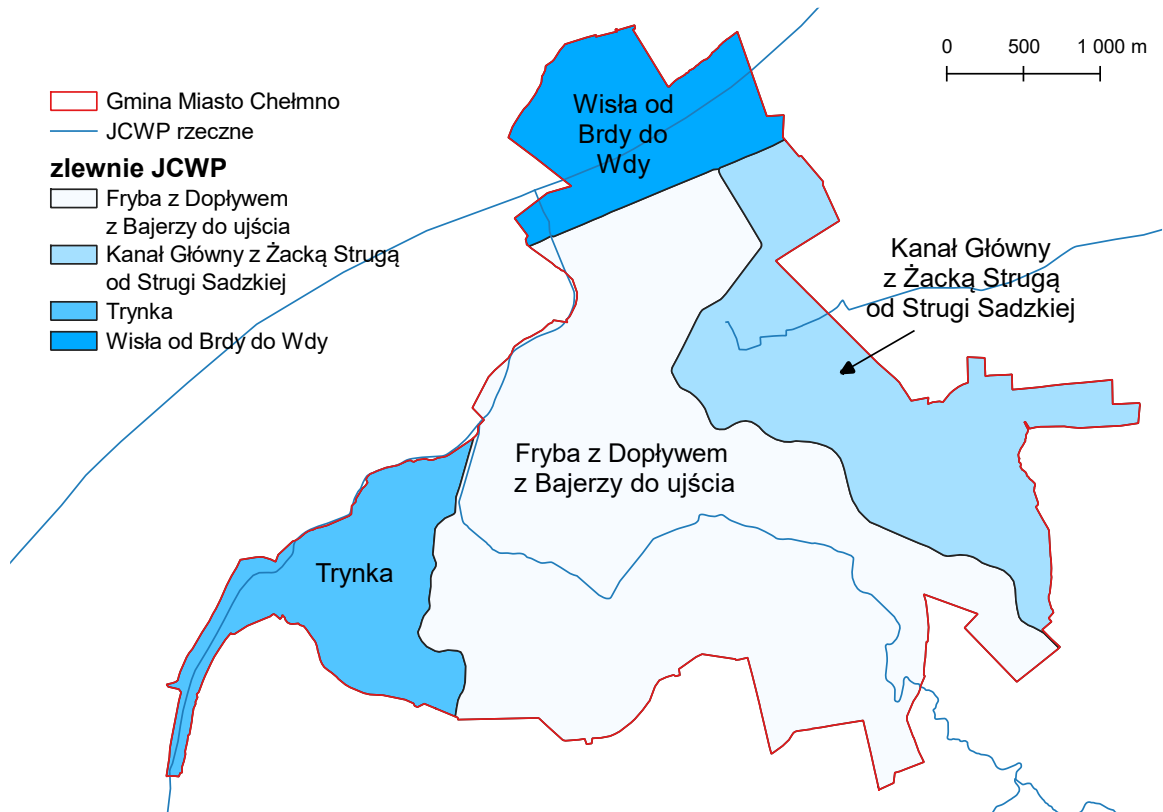 0 500 1 000 m
Gmina Miasto Chełmno
JCWP rzeczne
zlewnie JCWP
Fryba z Dopływem
z Bajerzy do ujścia
Kanał Główny z Żacką Strugą
od Strugi Sadzkiej
Trynka
Wisła od Brdy do Wdy
Wisła od
Brdy do
Wdy
Kanał Główny
z Żacką Strugą
od Strugi Sadzkiej
Fryba z Dopływem
z Bajerzy do ujścia
Trynka